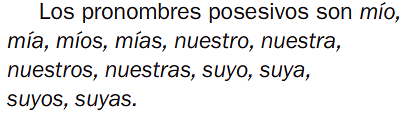 Los pronombres posesivos son mío,
mía, míos, mías, nuestro, nuestra,
nuestros, nuestras, suyo, suya,
suyos, suyas.